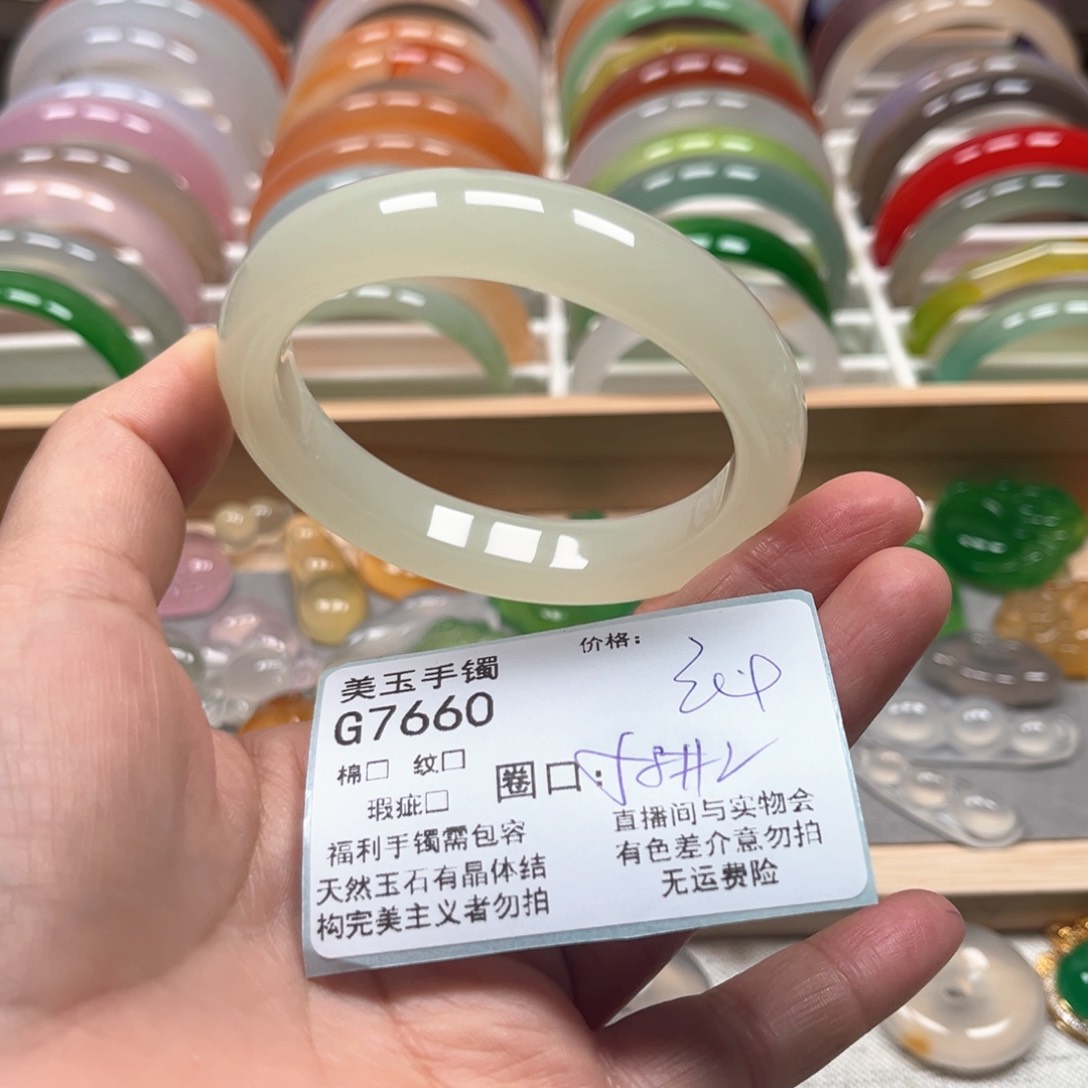 美玉手镯
G7660
价格：
棉□ 纹□
瑕疵□
圈口：
福利手镯需包容
天然玉石有晶体结
构完美主义者勿拍
直播间与实物会
有色差介意勿拍
无运费险